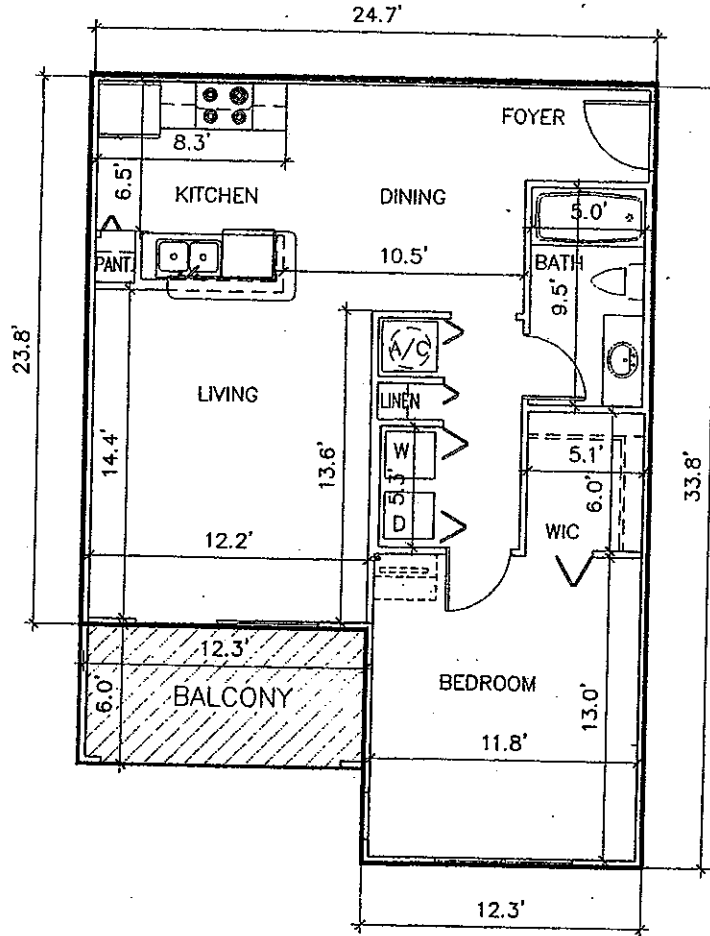 24.7'
FOYER
8.3'
6.5'
KITCHEN
DINING
5.0'
PANT.
10.5'
BATH
9.5'
23.8'
A/C
LIVING
LINEN
14.4'
13.6'
W
5.3'
5.1'
6.0'
33.8'
D
12.2'
WIC
12.3'
6.0'
BALCONY
BEDROOM
13.0'
11.8'
12.3'